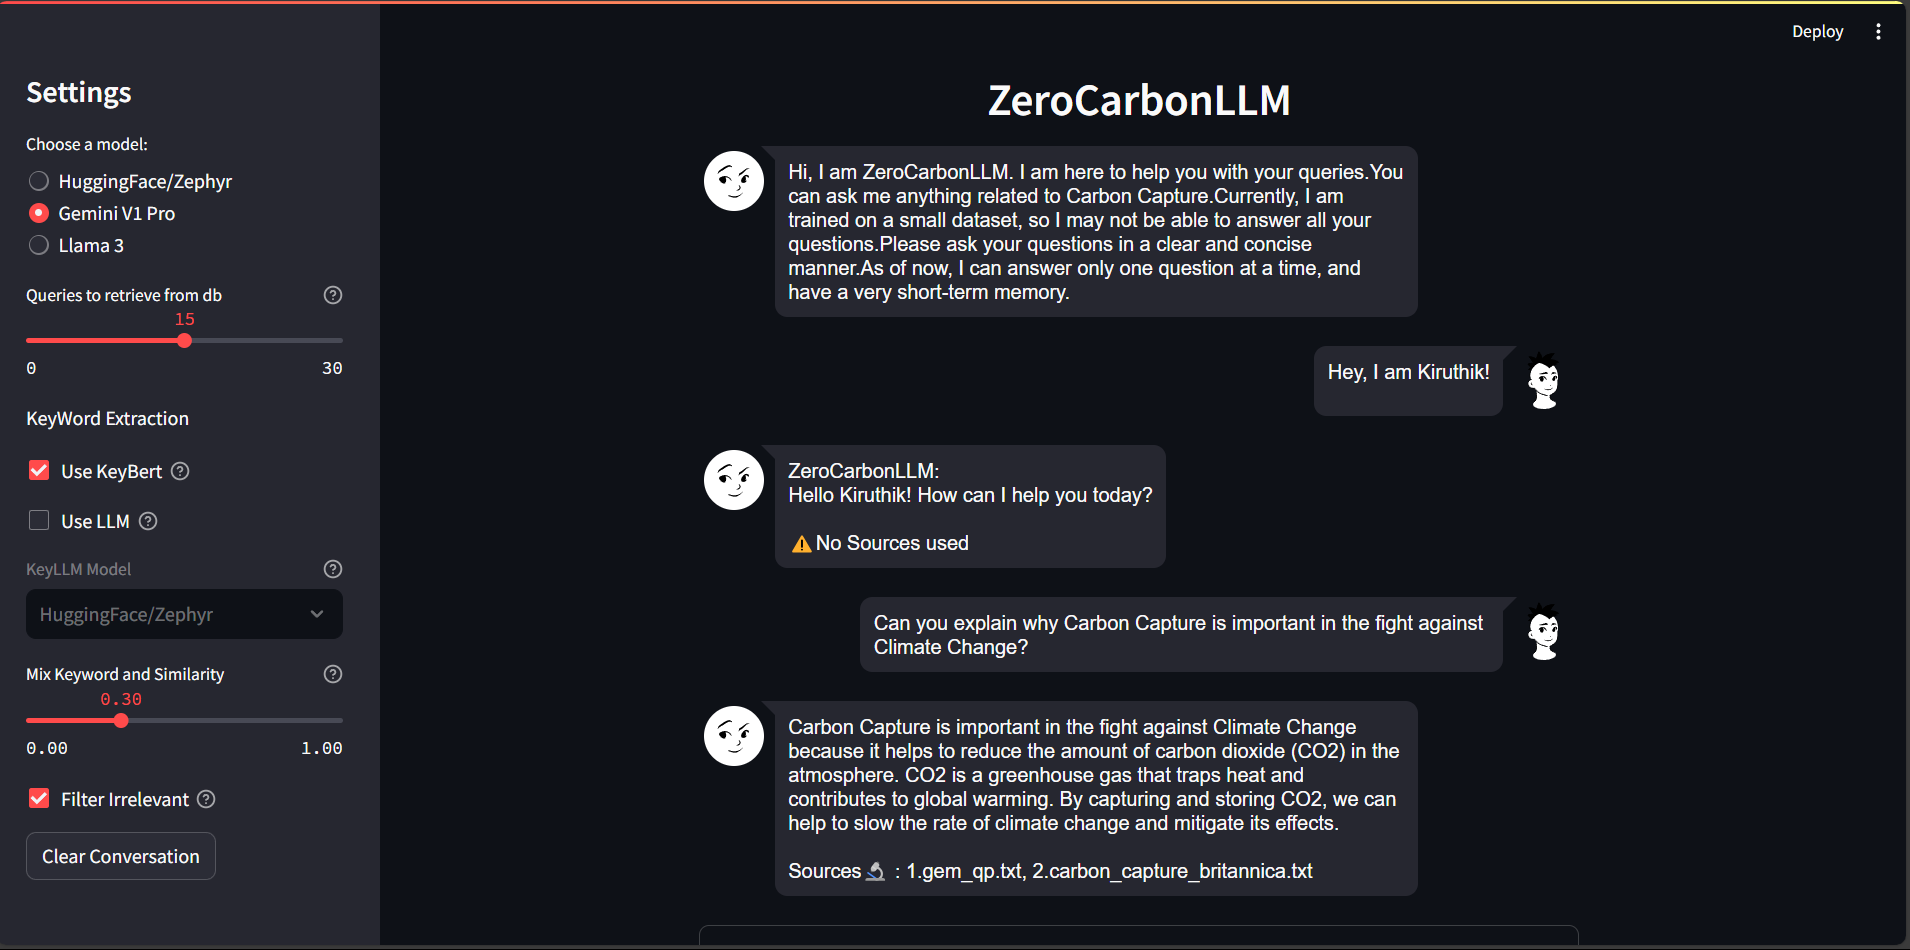 Deploy
Settings
Choose a model:
HuggingFace/Zephyr
Gemini V1 Pro
Llama 3
Queries to retrieve from db
15
0 30
KeyWord Extraction
Use KeyBert
Use LLM
KeyLLM Model
HuggingFace/Zephyr
Mix Keyword and Similarity
0.30
0.00 1.00
Filter Irrelevant
Clear Conversation
ZeroCarbonLLM
Hi, I am ZeroCarbonLLM. I am here to help you with your queries.You
can ask me anything related to Carbon Capture.Currently, I am
trained on a small dataset, so I may not be able to answer all your
questions.Please ask your questions in a clear and concise
manner.As of now, I can answer only one question at a time, and
have a very short-term memory.
Hey, I am Kiruthik!
ZeroCarbonLLM:
Hello Kiruthik! How can I help you today?
⚠️No Sources used
Can you explain why Carbon Capture is important in the fight against
Climate Change?
Carbon Capture is important in the fight against Climate Change
because it helps to reduce the amount of carbon dioxide (CO2) in the
atmosphere. CO2 is a greenhouse gas that traps heat and
contributes to global warming. By capturing and storing CO2, we can
help to slow the rate of climate change and mitigate its effects.
Sources🔬 : 1.gem_qp.txt, 2.carbon_capture_britannica.txt